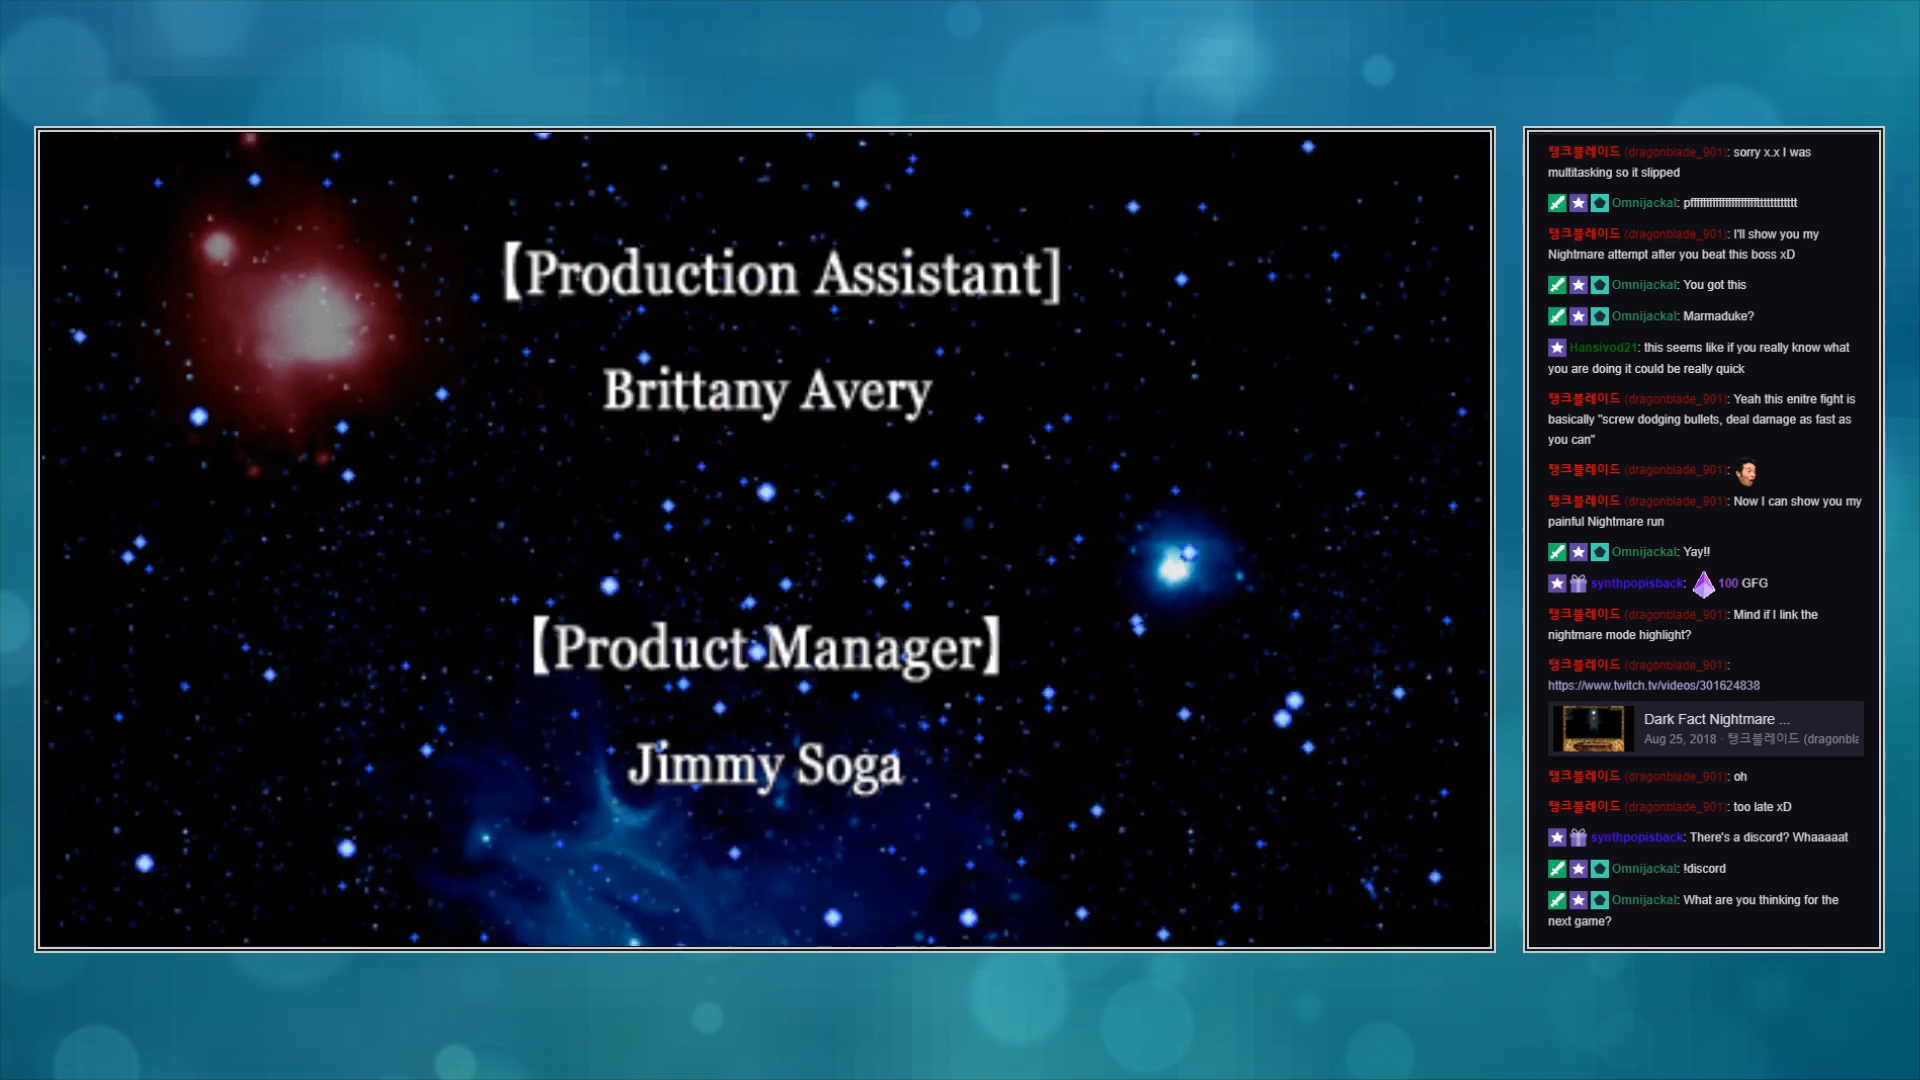 【Production Assistant]
Brittany Avery
【Product Manager】
Jimmy Soga
탱크블레이드 (dragonblade_901): sorry x.x I was
multitasking so it slipped
Omnijackal: pfffffffffffffffffffffffttttttttttttt
탱크블레이드 (dragonblade_901): I'll show you my
Nightmare attempt after you beat this boss xD
Omnijackal: You got this
Omnijackal: Marmaduke?
Hansivod21: this seems like if you really know what
you are doing it could be really quick
탱크블레이드 (dragonblade_901): Yeah this enitre fight is
basically "screw dodging bullets, deal damage as fast as
you can"
탱크블레이드 (dragonblade_901):
탱크블레이드 (dragonblade_901): Now I can show you my
painful Nightmare run
Omnijackal: Yay!!
synthpopisback: 100 GFG
탱크블레이드 (dragonblade_901): Mind if I link the
nightmare mode highlight?
탱크블레이드 (dragonblade_901):
https://www.twitch.tv/videos/301624838
Dark Fact Nightmare ...
Aug 25, 2018 · 탱크블레이드 (dragonbla
탱크블레이드 (dragonblade_901): oh
탱크블레이드 (dragonblade_901): too late xD
synthpopisback: There's a discord? Whaaaaat
Omnijackal: !discord
Omnijackal: What are you thinking for the
next game?